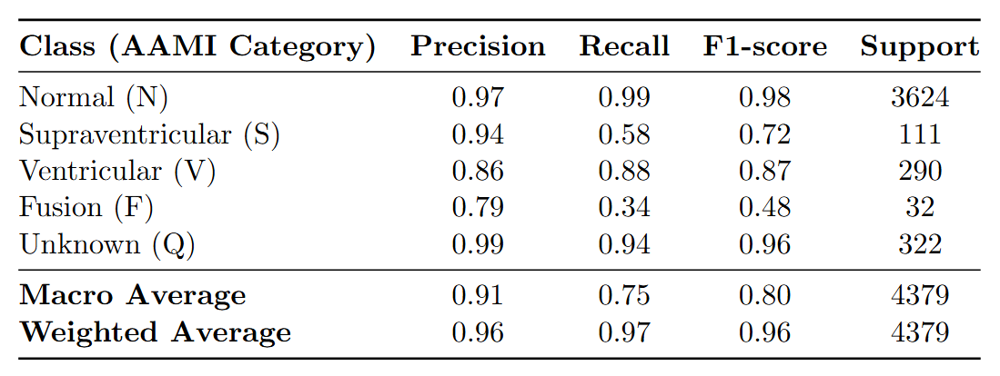 Class (AAMI Category) Precision Recall F1-score Support
Normal (N) 0.97 0.99 0.98 3624
Supraventricular (S) 0.94 0.58 0.72 111
Ventricular (V) 0.86 0.88 0.87 290
Fusion (F) 0.79 0.34 0.48 32
Unknown (Q) 0.99 0.94 0.96 322
Macro Average 0.91 0.75 0.80 4379
Weighted Average 0.96 0.97 0.96 4379